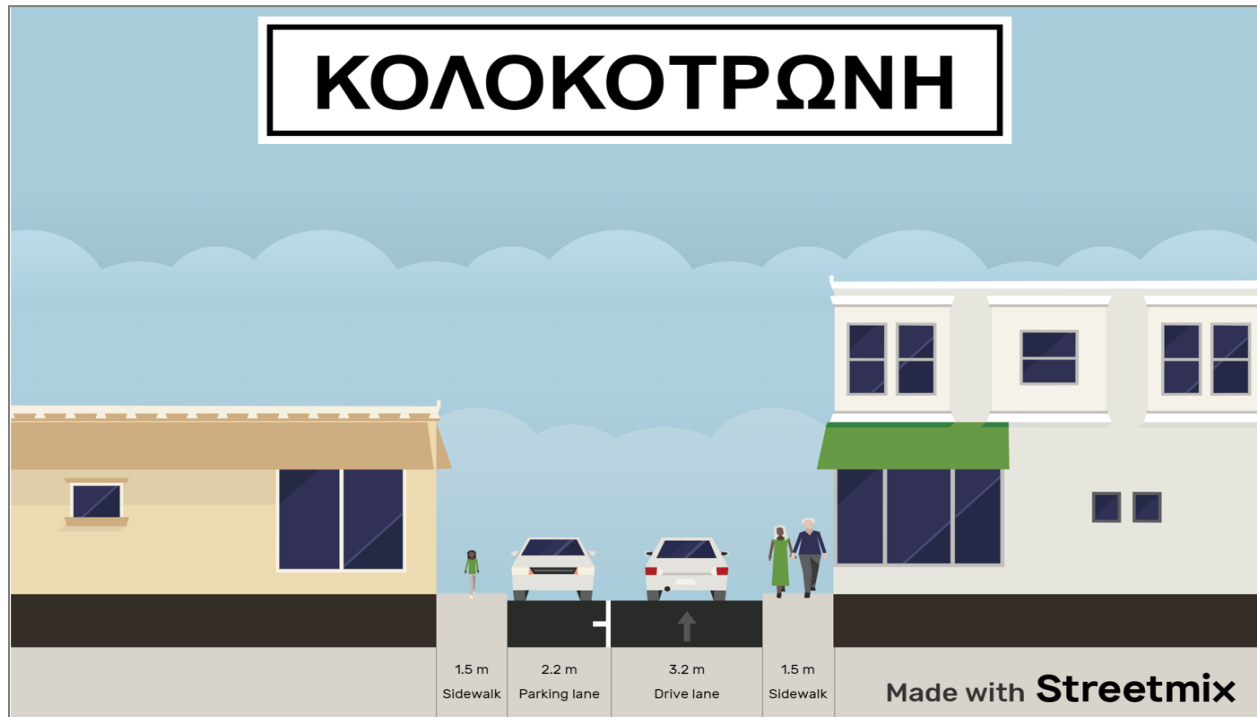 ΚΟΛΟΚΟΤΡΩΝΗ
1.5 m
Sidewalk
2.2 m
Parking lane
3.2 m
Drive lane
1.5 m
Sidewalk
Made with Streetmix